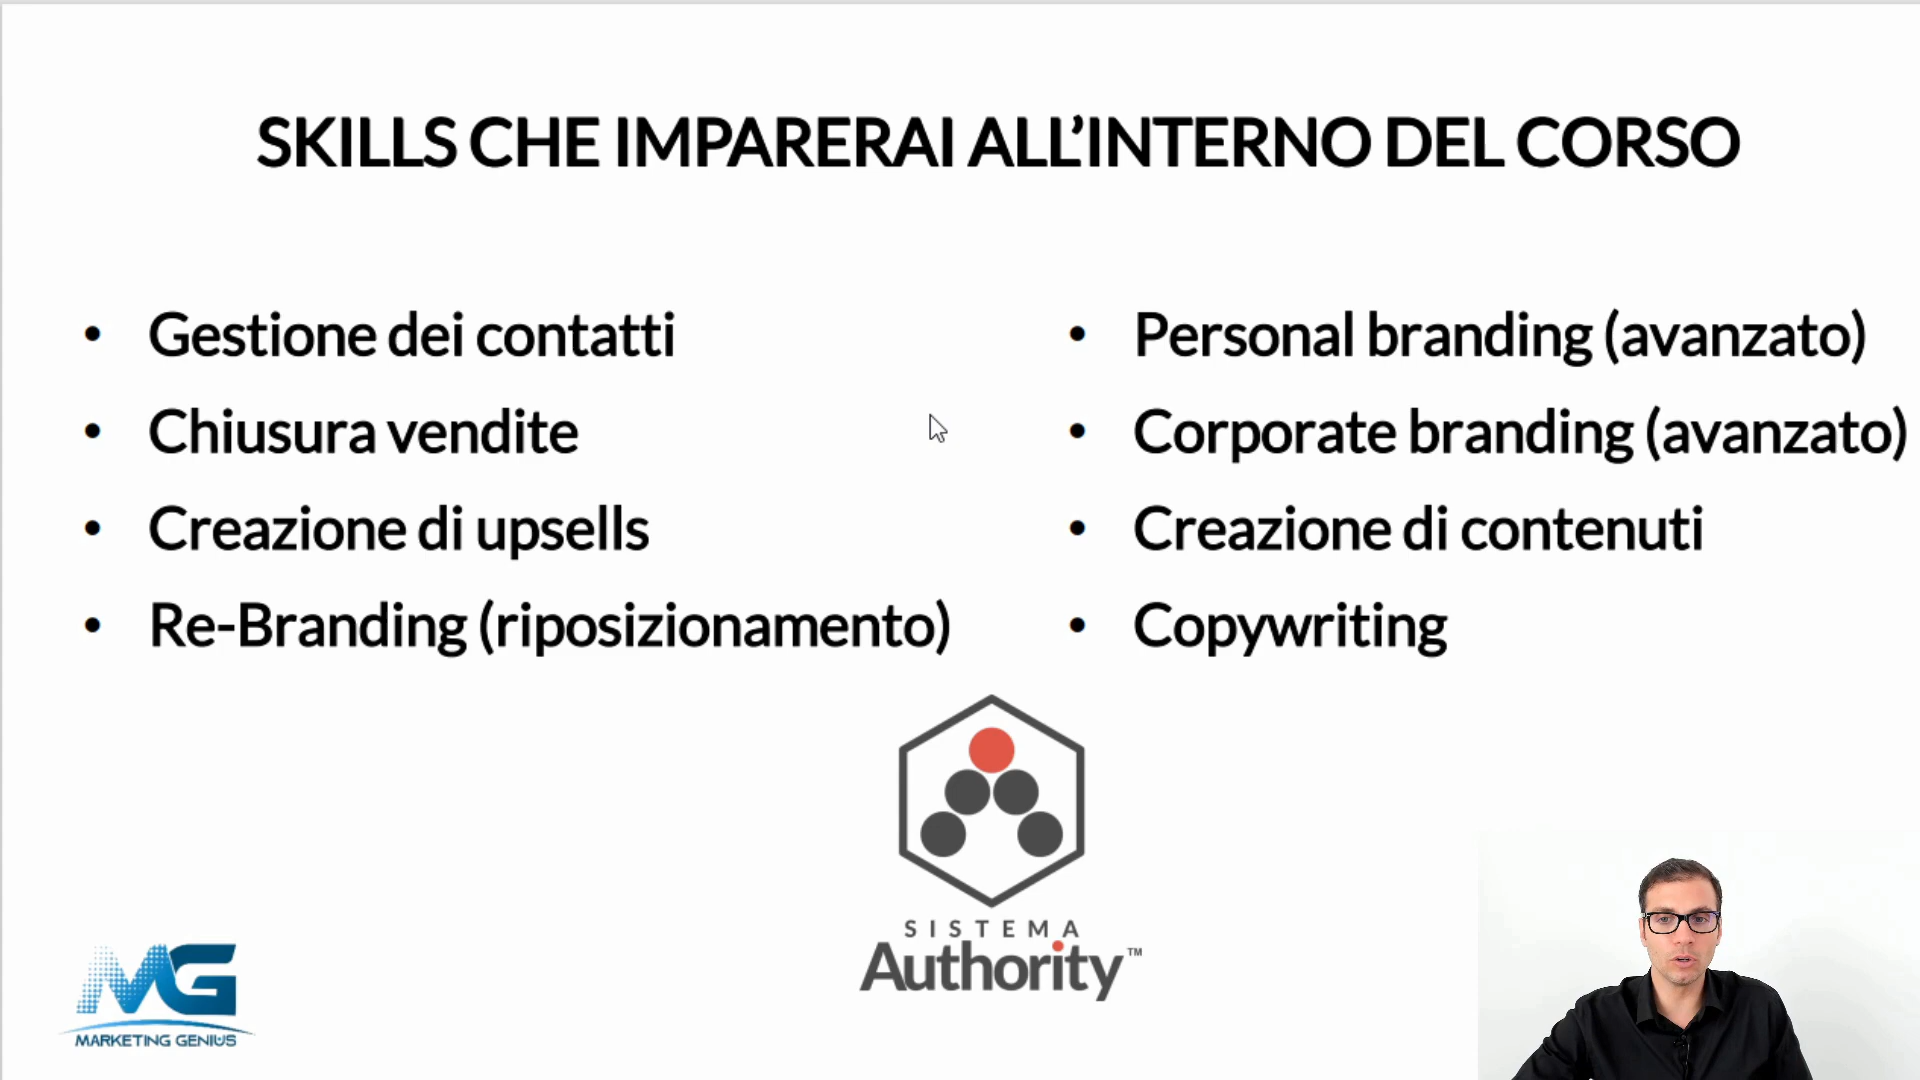 SKILLS CHE IMPARERAI ALL’INTERNO DEL CORSO
• Gestione dei contatti
• Chiusura vendite
• Creazione di upsells
• Re-Branding (riposizionamento)
• Personal branding (avanzato)
• Corporate branding (avanzato)
• Creazione di contenuti
• Copywriting
SISTEMA
Authority™
MG
MARKETING GENIUS